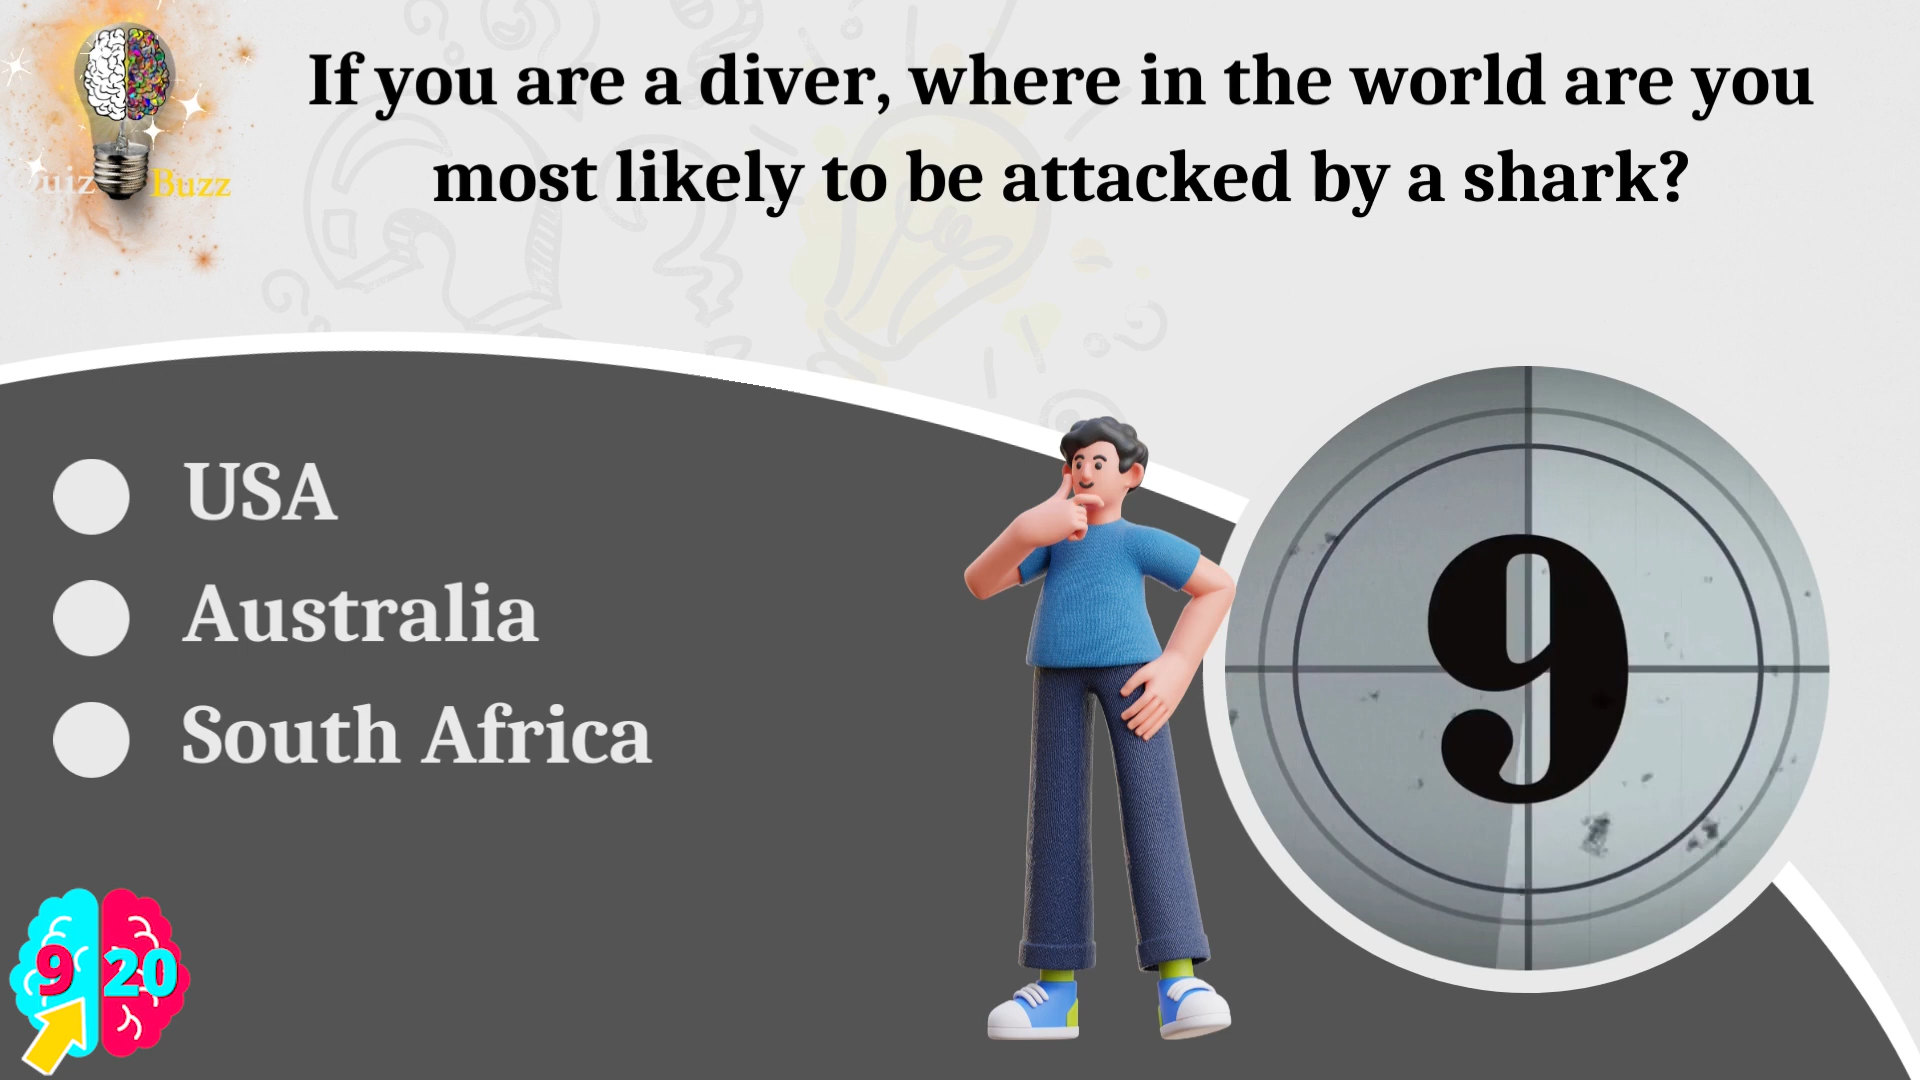 If you are a diver, where in the world are you
most likely to be attacked by a shark?
uiz Buzz
USA
Australia
South Africa
9
9 20